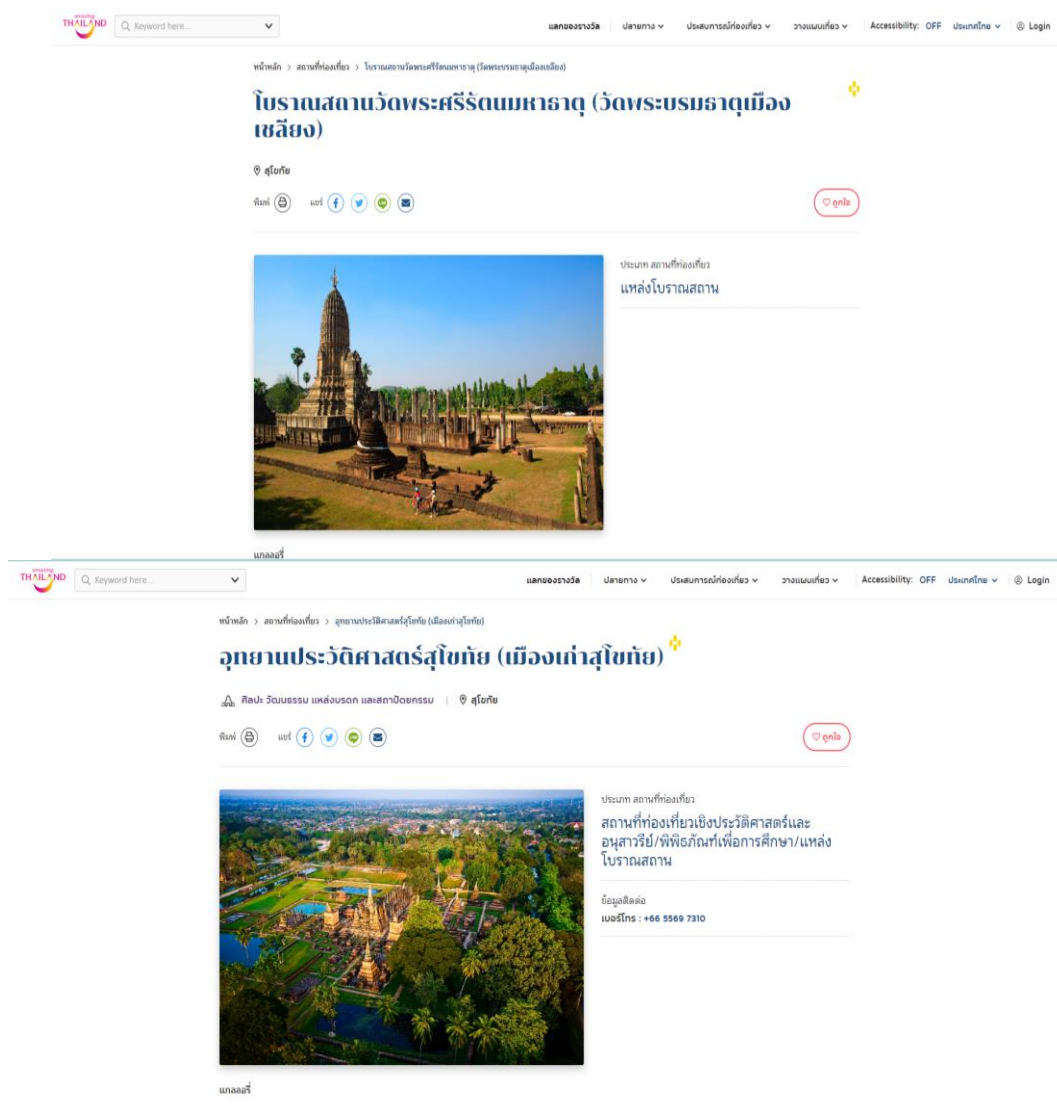 amazing
THAILAND
Keyword here...
แลกของรางวัล ปลายทาง ประสบการณ์ท่องเที่ยว วางแผนเที่ยว Accessibility: OFF ประเทศไทย Login
หน้าหลัก > สถานที่ท่องเที่ยว > โบราณสถานวัดพระศรีรัตนมหาธาตุ (วัดพระบรมธาตุเมืองเชลียง)
โบราณสถานวัดพระศรีรัตนมหาธาตุ (วัดพระบรมธาตุเมือง
เชลียง)
สุโขทัย
พิมพ์ แชร์ LINE ถูกใจ
ประเภท สถานที่ท่องเที่ยว
แหล่งโบราณสถาน
แกลลอรี่
amazing
THAILAND
Keyword here...
แลกของรางวัล ปลายทาง ประสบการณ์ท่องเที่ยว วางแผนเที่ยว Accessibility: OFF ประเทศไทย Login
หน้าหลัก > สถานที่ท่องเที่ยว > อุทยานประวัติศาสตร์สุโขทัย (เมืองเก่าสุโขทัย)
อุทยานประวัติศาสตร์สุโขทัย (เมืองเก่าสุโขทัย)
ศิลปะ วัฒนธรรม แหล่งมรดก และสถาปัตยกรรม | สุโขทัย
พิมพ์ แชร์ LINE ถูกใจ
ประเภท สถานที่ท่องเที่ยว
สถานที่ท่องเที่ยวเชิงประวัติศาสตร์และ
อนุสาวรีย์/พิพิธภัณฑ์เพื่อการศึกษา/แหล่ง
โบราณสถาน
ข้อมูลติดต่อ
เบอร์โทร : +66 5569 7310
แกลลอรี่